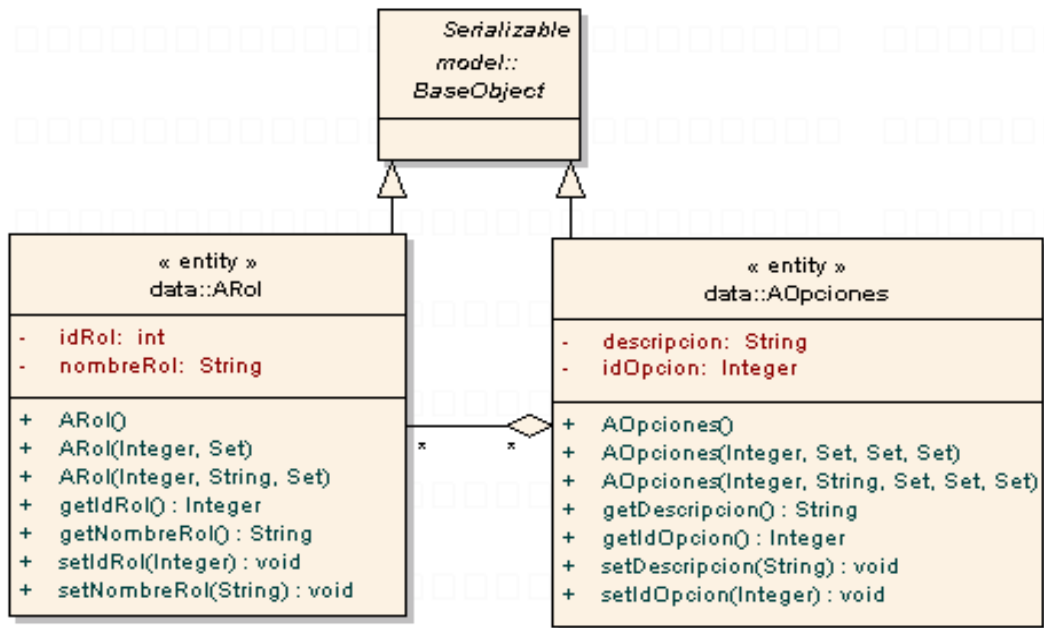 Serializable
model::
BaseObject
« entity »
data::ARol
- idRol: int
- nombreRol: String
+ ARol()
+ ARol(Integer, Set)
+ ARol(Integer, String, Set)
+ getIdRol() : Integer
+ getNombreRol() : String
+ setIdRol(Integer) : void
+ setNombreRol(String) : void
* *
« entity »
data::AOpciones
- descripcion: String
- idOpcion: Integer
+ AOpciones()
+ AOpciones(Integer, Set, Set, Set)
+ AOpciones(Integer, String, Set, Set, Set)
+ getDescripcion() : String
+ getIdOpcion() : Integer
+ setDescripcion(String) : void
+ setIdOpcion(Integer) : void